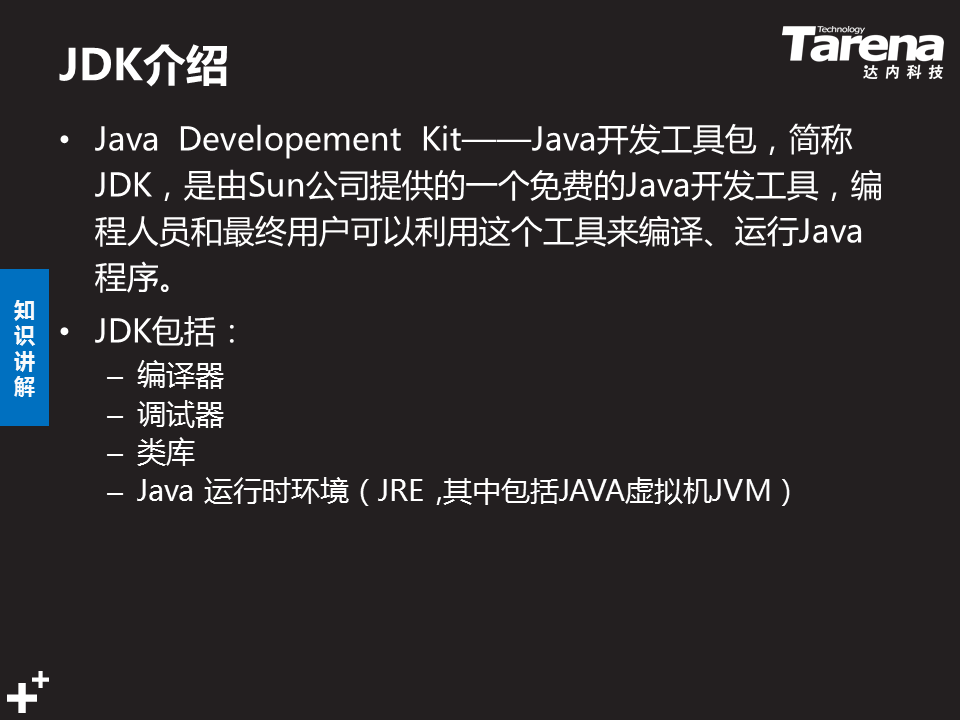 JDK介绍
Technology
Tarena
达内科技
• Java Developement Kit——Java开发工具包，简称
JDK，是由Sun公司提供的一个免费的Java开发工具，编
程人员和最终用户可以利用这个工具来编译、运行Java
程序。
知识讲解
• JDK包括：
– 编译器
– 调试器
– 类库
– Java 运行时环境（JRE ,其中包括JAVA虚拟机JVM）